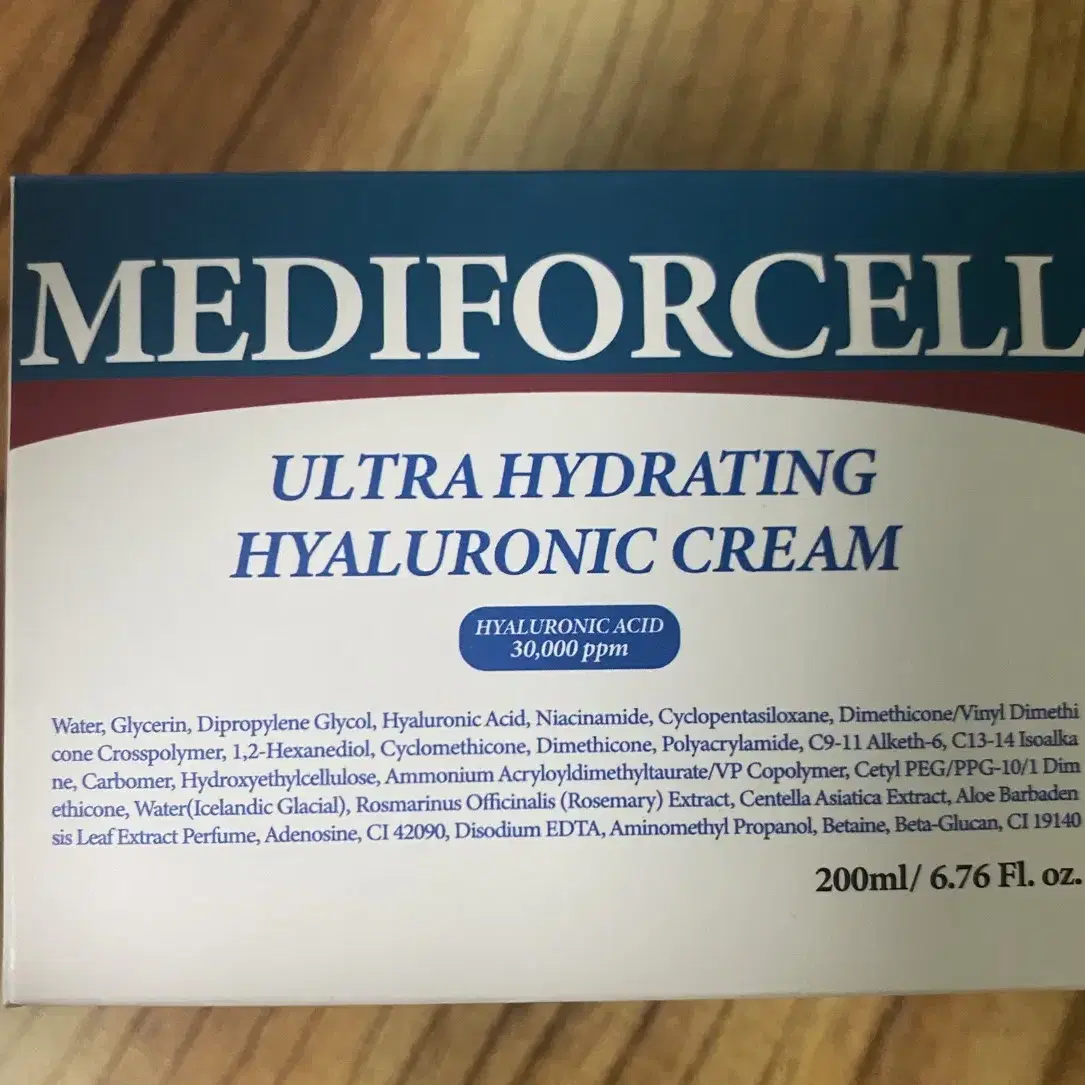 MEDIFORCELL
ULTRA HYDRATING
HYALURONIC CREAM
HYALURONIC ACID
30,000 ppm
Water, Glycerin, Dipropylene Glycol, Hyaluronic Acid, Niacinamide, Cyclopentasiloxane, Dimethicone/Vinyl Dimethi
cone Crosspolymer, 1,2-Hexanediol, Cyclomethicone, Dimethicone, Polyacrylamide, C9-11 Alketh-6, C13-14 Isoalka
ne, Carbomer, Hydroxyethylcellulose, Ammonium Acryloyldimethyltaurate/VP Copolymer, Cetyl PEG/PPG-10/1 Dim
ethicone, Water(Icelandic Glacial), Rosmarinus Officinalis (Rosemary) Extract, Centella Asiatica Extract, Aloe Barbaden
sis Leaf Extract Perfume, Adenosine, CI 42090, Disodium EDTA, Aminomethyl Propanol, Betaine, Beta-Glucan, CI 19140
200ml/ 6.76 Fl. oz.